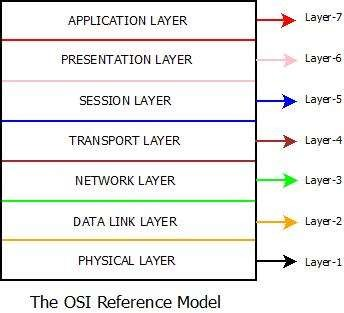 APPLICATION LAYER Layer-7
PRESENTATION LAYER Layer-6
SESSION LAYER Layer-5
TRANSPORT LAYER Layer-4
NETWORK LAYER Layer-3
DATA LINK LAYER Layer-2
PHYSICAL LAYER Layer-1
The OSI Reference Model